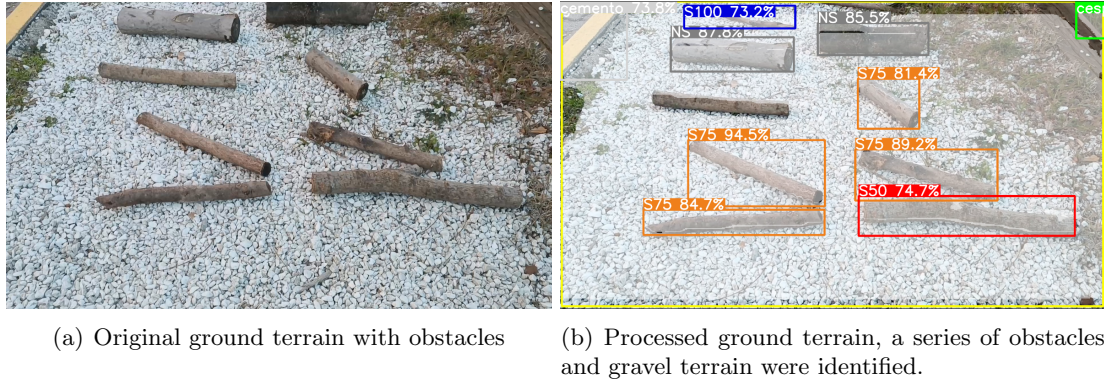 cemento 73.8%
S100 73.2%
NS 85.5%
NS 87.8%
S75 81.4%
S75 94.5%
S75 89.2%
S50 74.7%
S75 84.7%
(a) Original ground terrain with obstacles
(b) Processed ground terrain, a series of obstacles
and gravel terrain were identified.